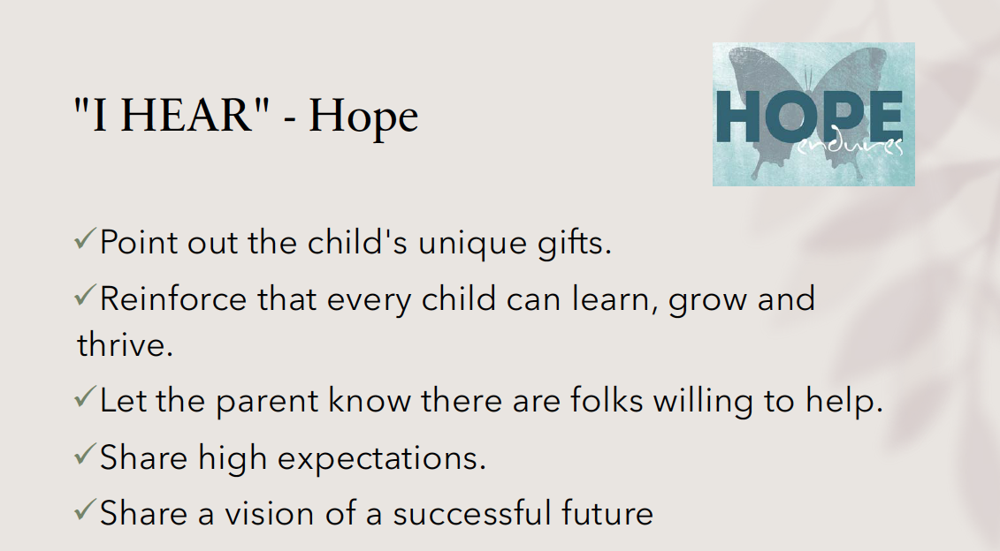 "I HEAR" - Hope
HOPE
endures
✓Point out the child's unique gifts.
✓Reinforce that every child can learn, grow and
thrive.
✓Let the parent know there are folks willing to help.
✓Share high expectations.
✓Share a vision of a successful future